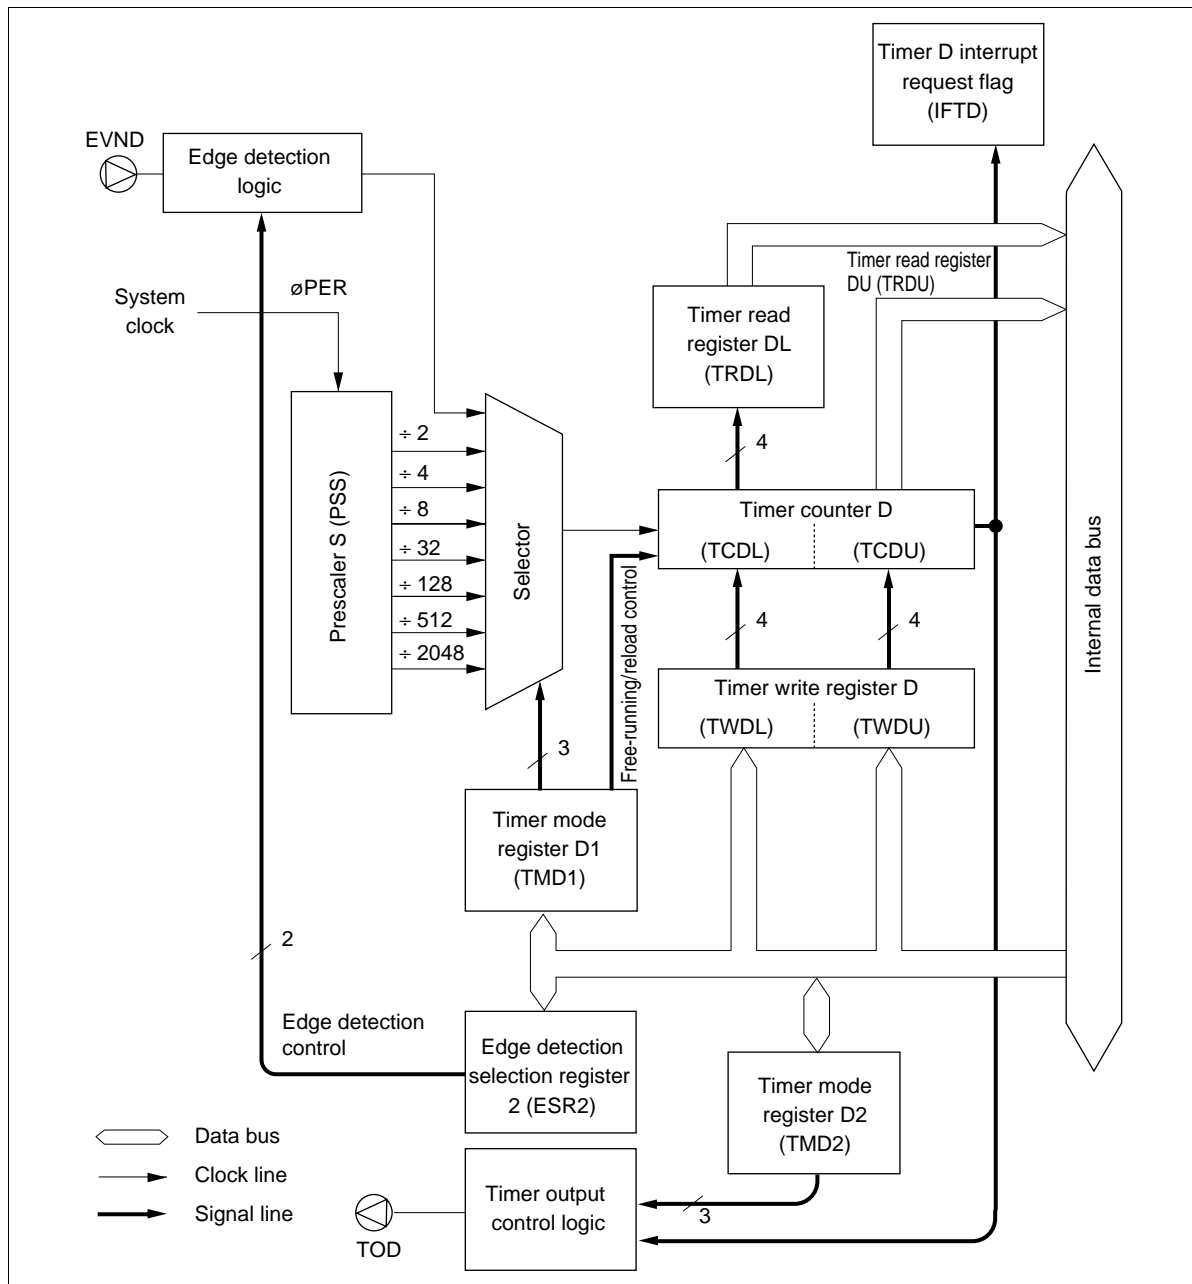 Timer D interrupt
request flag
(IFTD)
EVND
Edge detection
logic
Timer read register
DU (TRDU)
øPER
System
clock
Timer read
register DL
(TRDL)
÷ 2
÷ 4
÷ 8
÷ 32
÷ 128
÷ 512
÷ 2048
Prescaler S (PSS)
Selector
4
Timer counter D
(TCDL)
(TCDU)
Free-running/reload control
4
4
Timer write register D
(TWDL)
(TWDU)
Internal data bus
3
Timer mode
register D1
(TMD1)
2
Edge detection
control
Edge detection
selection register
2 (ESR2)
Timer mode
register D2
(TMD2)
Data bus
Clock line
Signal line
TOD
Timer output
control logic
3